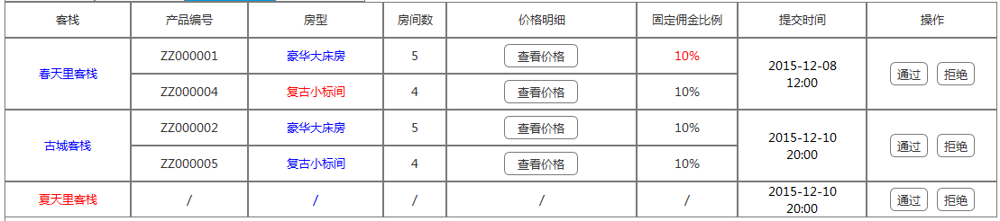 客栈 产品编号 房型 房间数 价格明细 固定佣金比例 提交时间 操作
春天里客栈 ZZ000001 豪华大床房 5 查看价格 10% 2015-12-08 12:00 通过 拒绝
ZZ000004 复古小标间 4 查看价格 10%
古城客栈 ZZ000002 豪华大床房 5 查看价格 10% 2015-12-10 20:00 通过 拒绝
ZZ000005 复古小标间 4 查看价格 10%
夏天里客栈 / / / / / 2015-12-10 20:00 通过 拒绝